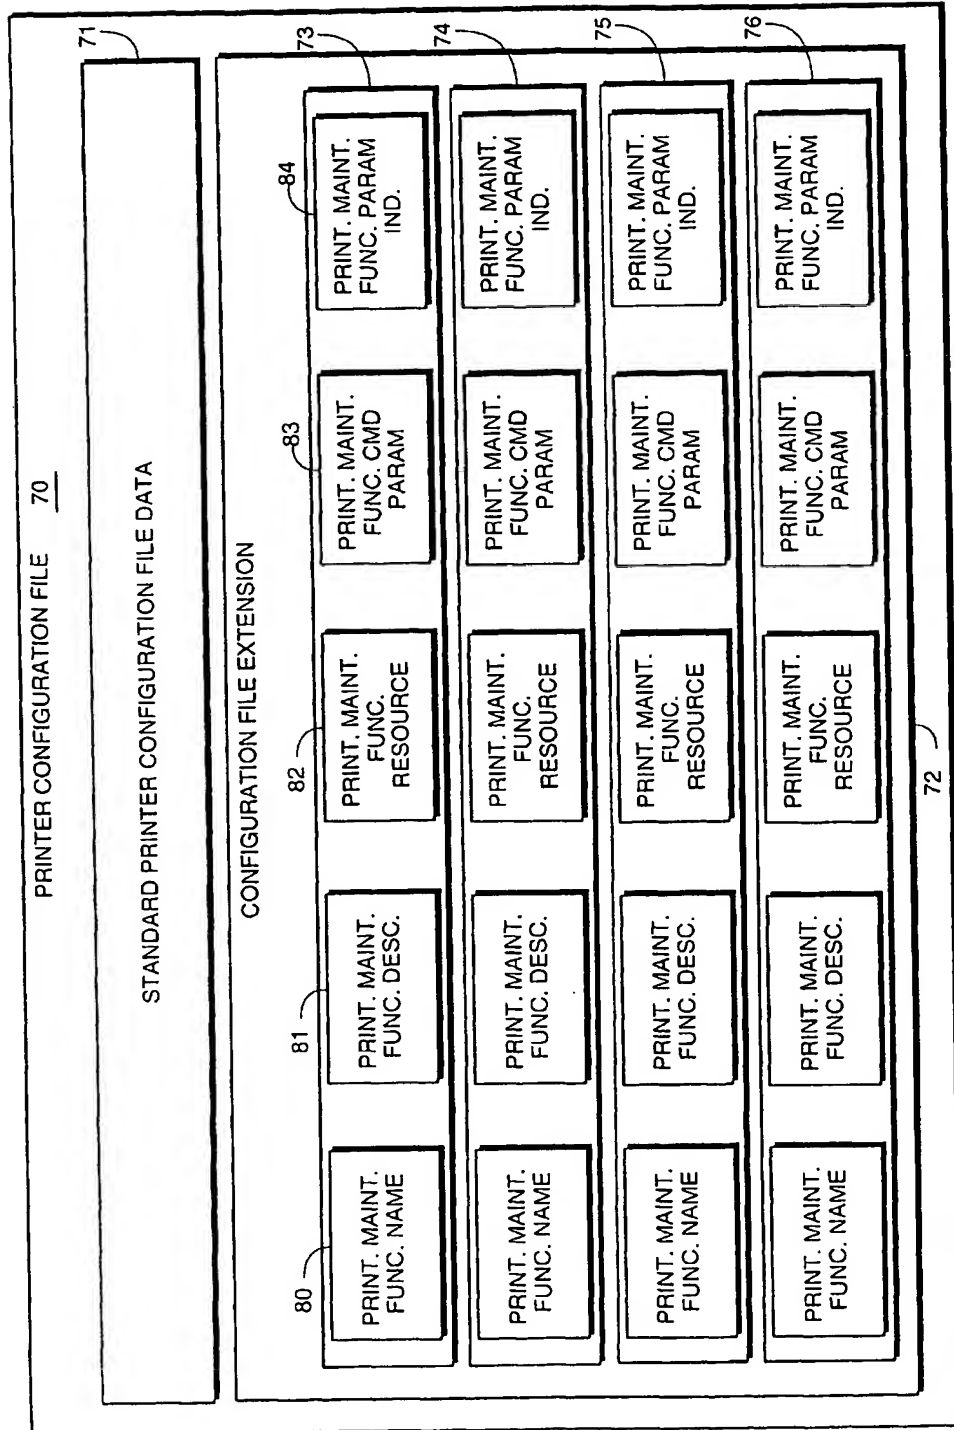 PRINTER CONFIGURATION FILE 70
71
STANDARD PRINTER CONFIGURATION FILE DATA
CONFIGURATION FILE EXTENSION
80
81
82
83
84
73
PRINT. MAINT.
FUNC. NAME
PRINT. MAINT.
FUNC. DESC.
PRINT. MAINT.
FUNC.
RESOURCE
PRINT. MAINT.
FUNC. CMD
PARAM
PRINT. MAINT.
FUNC. PARAM
IND.
74
PRINT. MAINT.
FUNC. NAME
PRINT. MAINT.
FUNC. DESC.
PRINT. MAINT.
FUNC.
RESOURCE
PRINT. MAINT.
FUNC. CMD
PARAM
PRINT. MAINT.
FUNC. PARAM
IND.
75
PRINT. MAINT.
FUNC. NAME
PRINT. MAINT.
FUNC. DESC.
PRINT. MAINT.
FUNC.
RESOURCE
PRINT. MAINT.
FUNC. CMD
PARAM
PRINT. MAINT.
FUNC. PARAM
IND.
76
PRINT. MAINT.
FUNC. NAME
PRINT. MAINT.
FUNC. DESC.
PRINT. MAINT.
FUNC.
RESOURCE
PRINT. MAINT.
FUNC. CMD
PARAM
PRINT. MAINT.
FUNC. PARAM
IND.
72